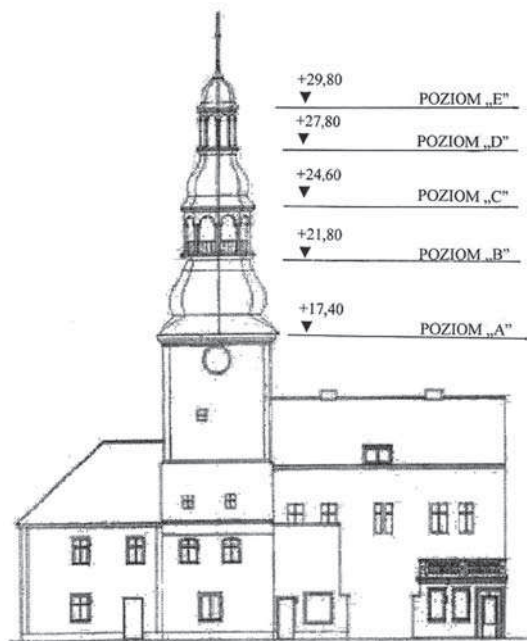 +29,80
POZIOM „E”
+27,80
POZIOM „D”
+24,60
POZIOM „C”
+21,80
POZIOM „B”
+17,40
POZIOM „A”